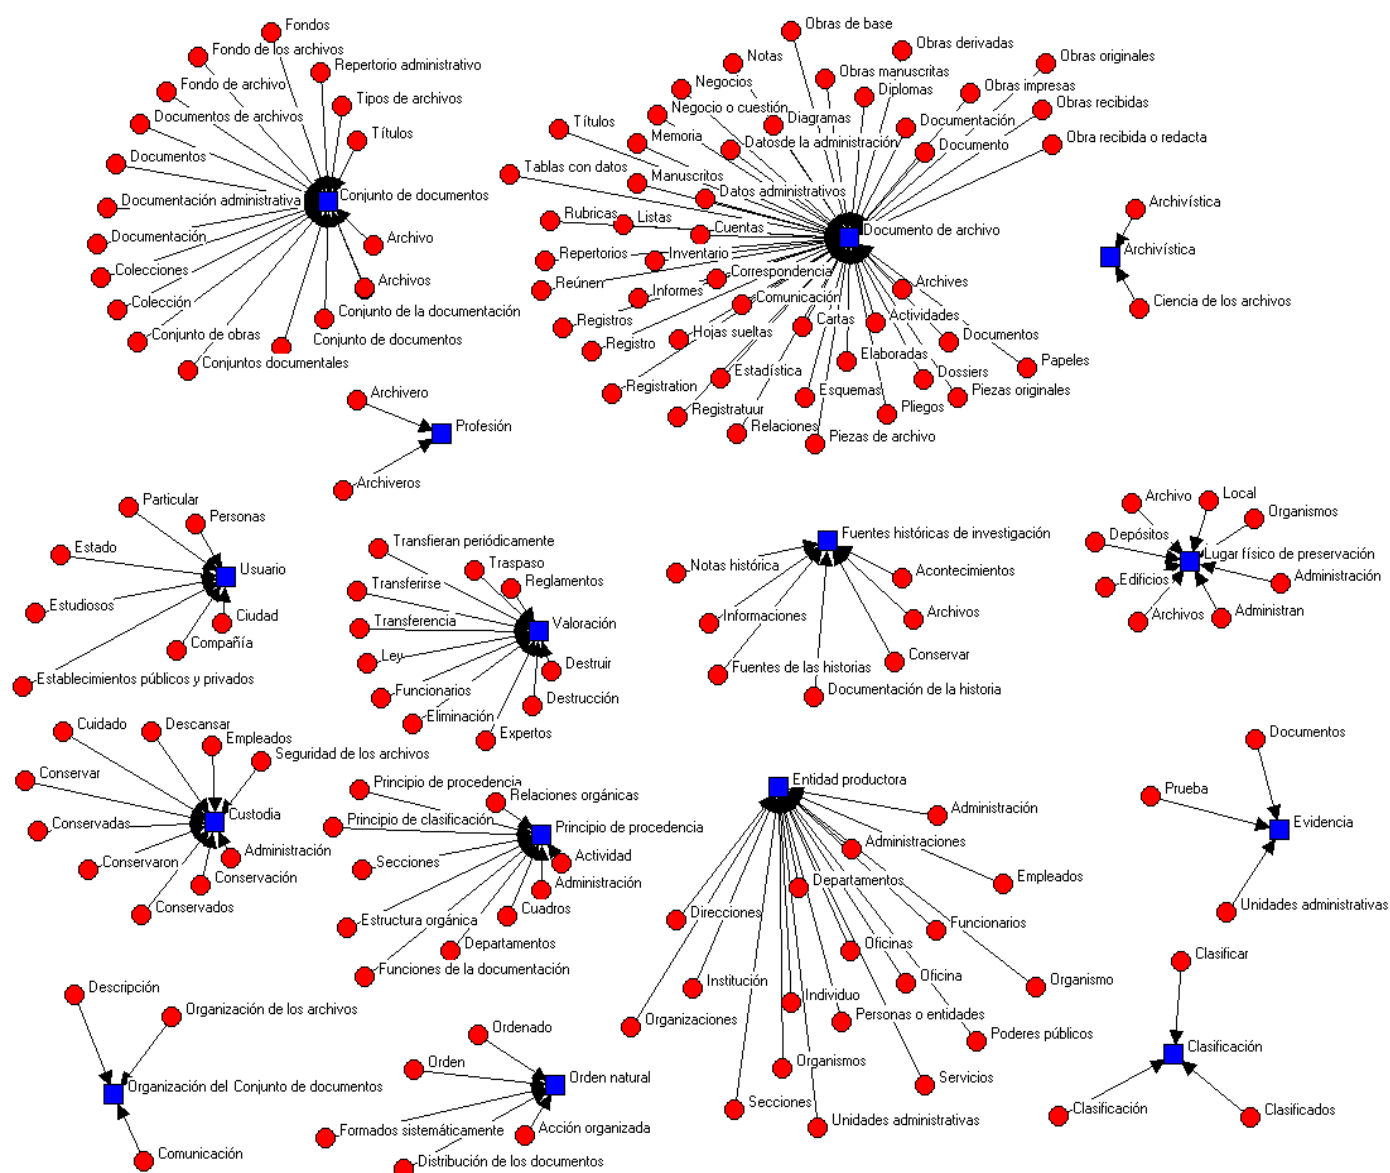 Fondos
Fondo de los archivos
Repertorio administrativo
Fondo de archivo
Tipos de archivos
Documentos de archivos
Títulos
Documentos
Conjunto de documentos
Documentación administrativa
Documentación
Archivo
Colecciones
Archivos
Colección
Conjunto de la documentación
Conjunto de obras
Conjunto de documentos
Conjuntos documentales
Obras de base
Obras derivadas
Notas
Obras originales
Obras manuscritas
Negocios
Diplomas
Obras impresas
Negocio o cuestión
Obras recibidas
Títulos
Diagramas
Documentación
Memoria
Datosde la administración
Documento
Obra recibida o redacta
Tablas con datos
Manuscritos
Datos administrativos
Rubricas
Listas
Cuentas
Documento de archivo
Repertorios
Inventario
Correspondencia
Reúnen
Informes
Comunicación
Archives
Registros
Hojas sueltas
Cartas
Actividades
Registro
Documentos
Elaboradas
Papeles
Registration
Estadística
Dossiers
Esquemas
Piezas originales
Registratuur
Pliegos
Relaciones
Piezas de archivo
Archivística
Archivística
Ciencia de los archivos
Archivero
Profesión
Archiveros
Particular
Personas
Estado
Usuario
Estudiosos
Ciudad
Compañía
Establecimientos públicos y privados
Transfieran periódicamente
Traspaso
Transferirse
Reglamentos
Transferencia
Valoración
Ley
Destruir
Funcionarios
Destrucción
Eliminación
Expertos
Fuentes históricas de investigación
Notas histórica
Acontecimientos
Informaciones
Archivos
Fuentes de las historias
Conservar
Documentación de la historia
Archivo
Local
Organismos
Depósitos
Lugar físico de preservación
Edificios
Administración
Archivos
Administran
Cuidado
Descansar
Empleados
Seguridad de los archivos
Conservar
Conservadas
Custodia
Conservaron
Administración
Conservación
Conservados
Principio de procedencia
Relaciones orgánicas
Principio de clasificación
Principio de procedencia
Secciones
Actividad
Administración
Estructura orgánica
Cuadros
Departamentos
Funciones de la documentación
Entidad productora
Administración
Administraciones
Departamentos
Empleados
Direcciones
Funcionarios
Oficinas
Institución
Oficina
Organismo
Individuo
Organizaciones
Personas o entidades
Poderes públicos
Organismos
Servicios
Secciones
Unidades administrativas
Documentos
Prueba
Evidencia
Unidades administrativas
Descripción
Organización de los archivos
Organización del Conjunto de documentos
Comunicación
Ordenado
Orden
Orden natural
Formados sistemáticamente
Acción organizada
Distribución de los documentos
Clasificar
Clasificación
Clasificación
Clasificados